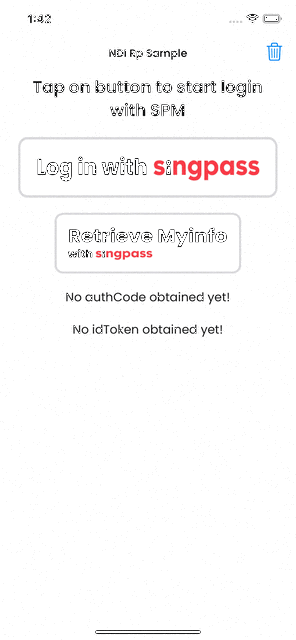 1:42
NDI Rp Sample
Tap on button to start login
with SPM
Log in with singpass
Retrieve Myinfo
with singpass
No authCode obtained yet!
No idToken obtained yet!